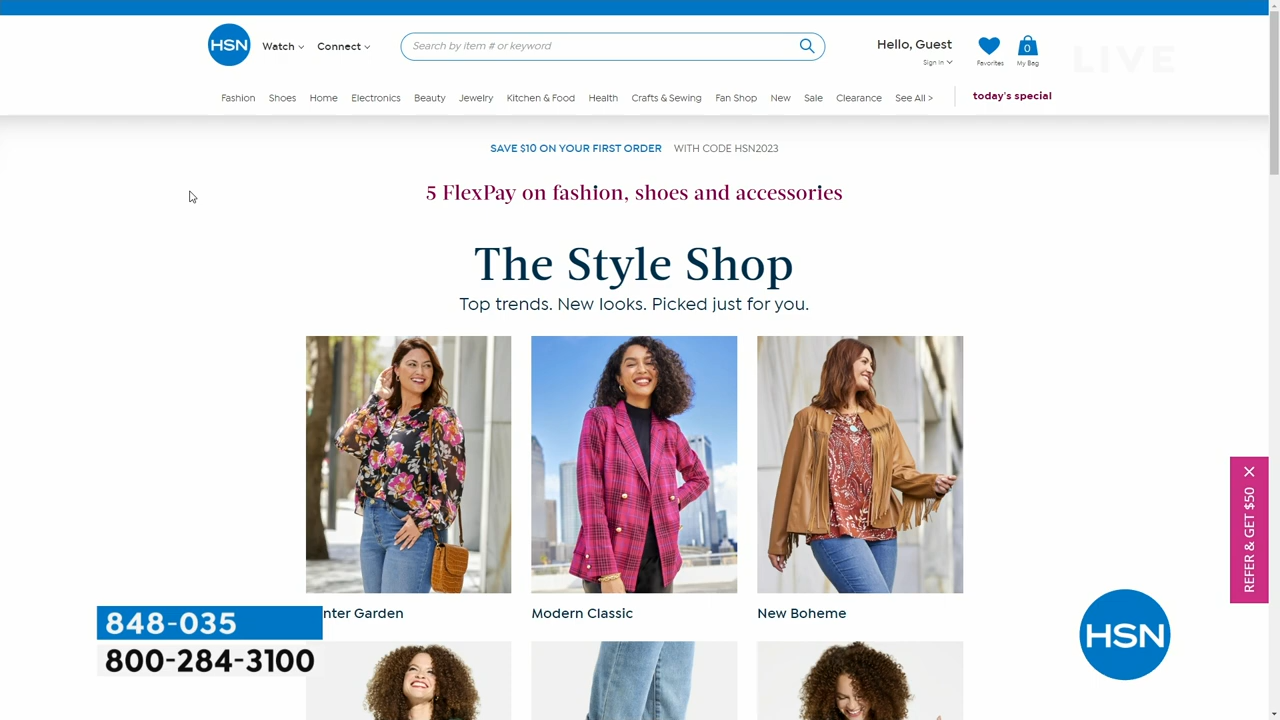 HSN
Watch
Connect
Search by item # or keyword
Hello, Guest
Sign In
Favorites
0
My Bag
LIVE
Fashion
Shoes
Home
Electronics
Beauty
Jewelry
Kitchen & Food
Health
Crafts & Sewing
Fan Shop
New
Sale
Clearance
See All >
today's special
SAVE $10 ON YOUR FIRST ORDER WITH CODE HSN2023
5 FlexPay on fashion, shoes and accessories
The Style Shop
Top trends. New looks. Picked just for you.
Modern Classic
New Boheme
REFER & GET $50
848-035
800-284-3100
HSN